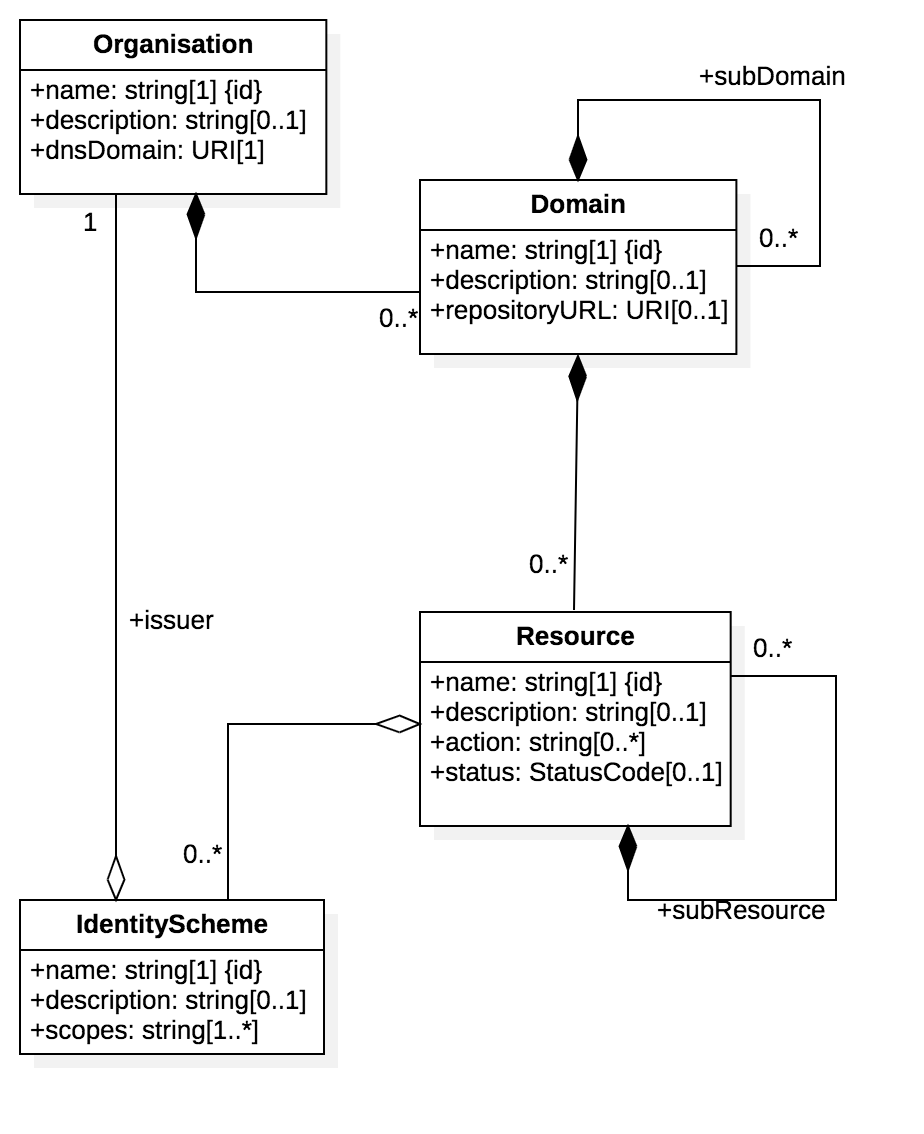 Organisation
+name: string[1] {id}
+description: string[0..1]
+dnsDomain: URI[1]
+subDomain
0..*
Domain
+name: string[1] {id}
+description: string[0..1]
+repositoryURL: URI[0..1]
1
0..*
0..*
+issuer
Resource
+name: string[1] {id}
+description: string[0..1]
+action: string[0..*]
+status: StatusCode[0..1]
0..*
+subResource
0..*
IdentityScheme
+name: string[1] {id}
+description: string[0..1]
+scopes: string[1..*]